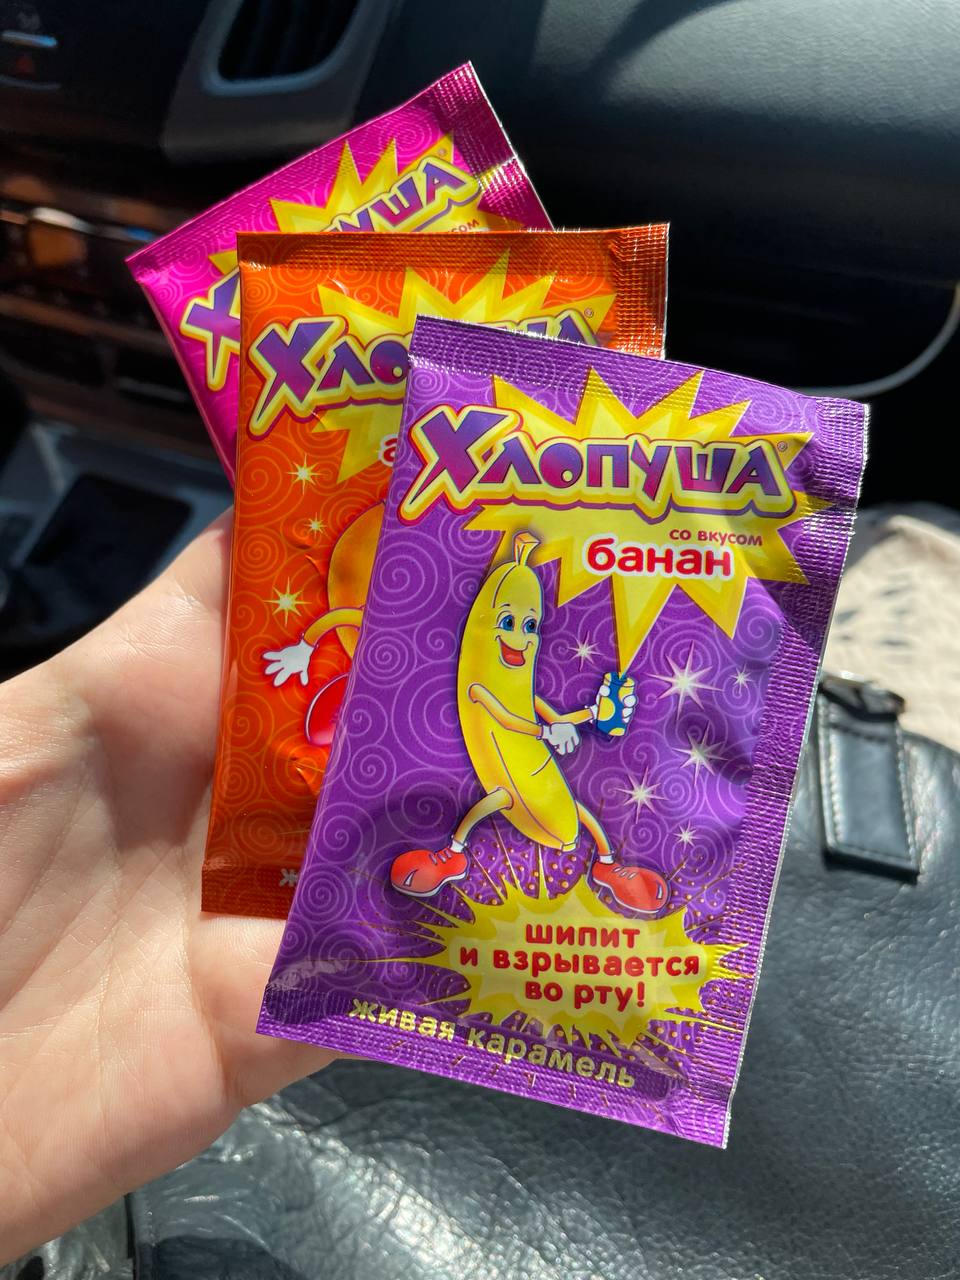 Хлопуша®
со вкусом
банан
шипит
и взрывается
во рту!
живая карамель